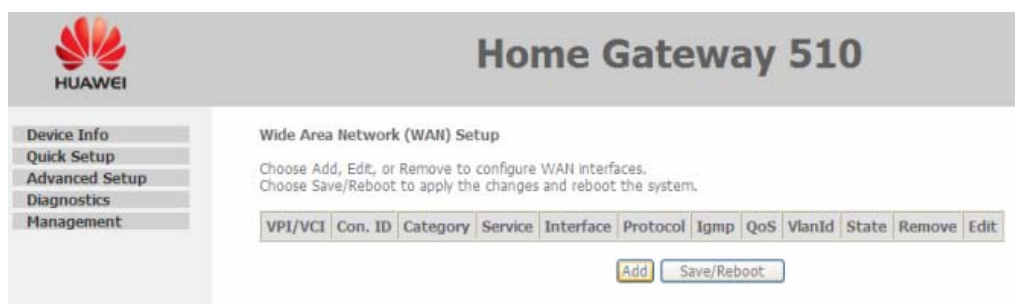 HUAWEI
Home Gateway 510
Device Info
Quick Setup
Advanced Setup
Diagnostics
Management
Wide Area Network (WAN) Setup
Choose Add, Edit, or Remove to configure WAN interfaces.
Choose Save/Reboot to apply the changes and reboot the system.
VPI/VCI Con. ID Category Service Interface Protocol Igmp QoS VlanId State Remove Edit
Add Save/Reboot